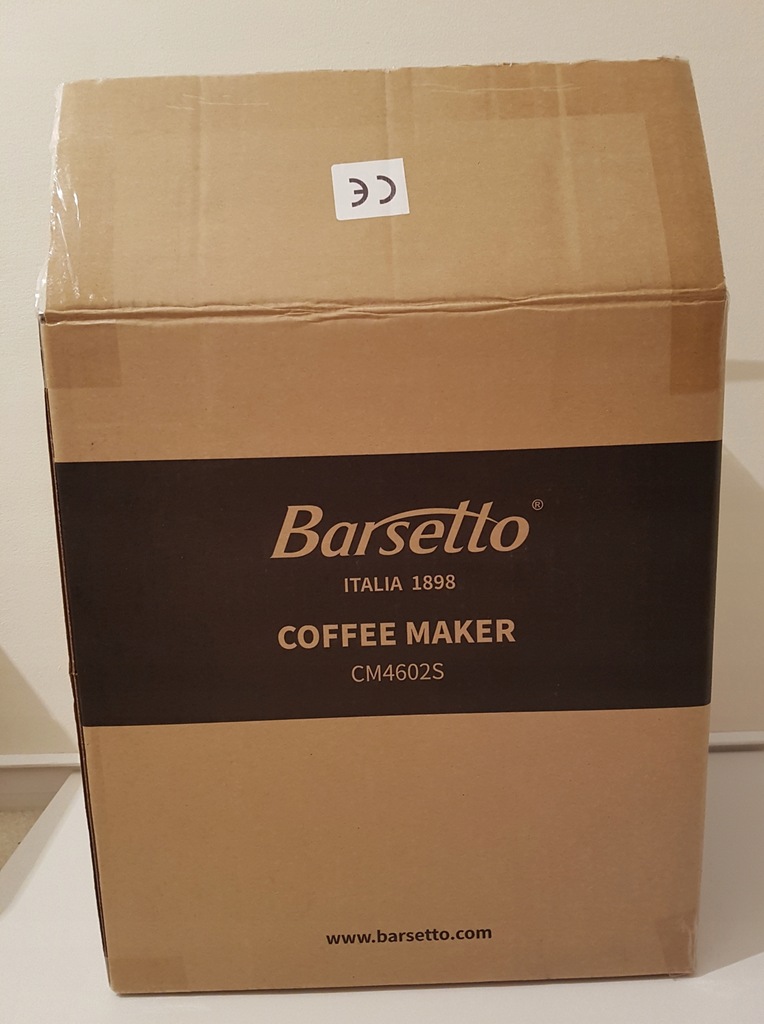 CE
Barsetto®
ITALIA 1898
COFFEE MAKER
CM4602S
www.barsetto.com